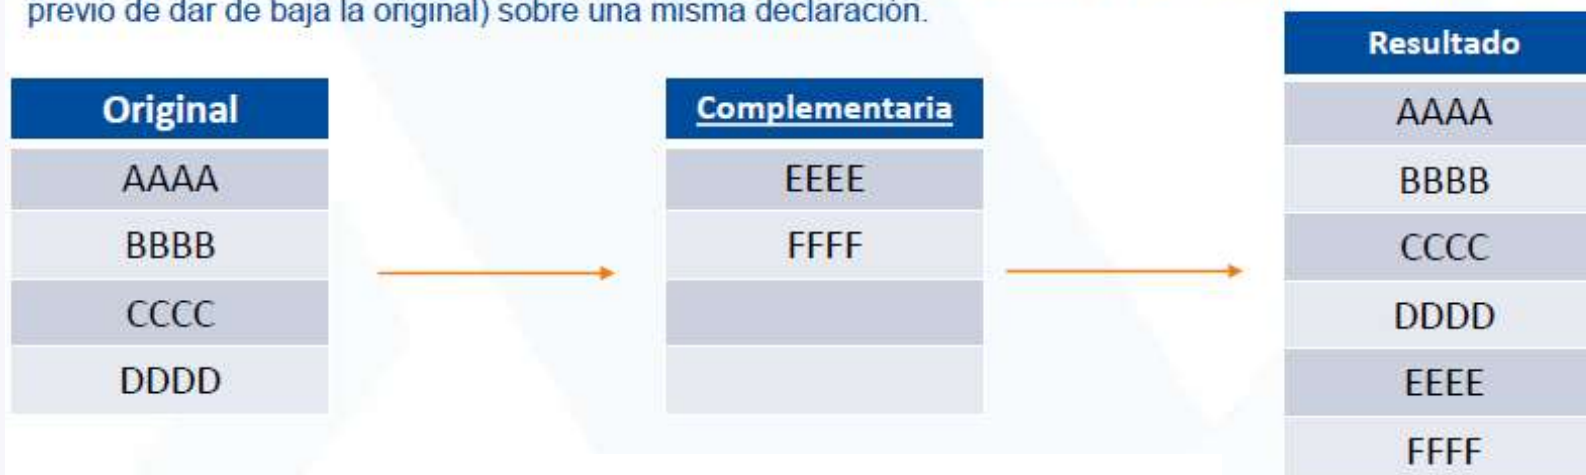 previo de dar de baja la original) sobre una misma declaración.
Original
AAAA
BBBB
CCCC
DDDD
Complementaria
EEEE
FFFF
Resultado
AAAA
BBBB
CCCC
DDDD
EEEE
FFFF